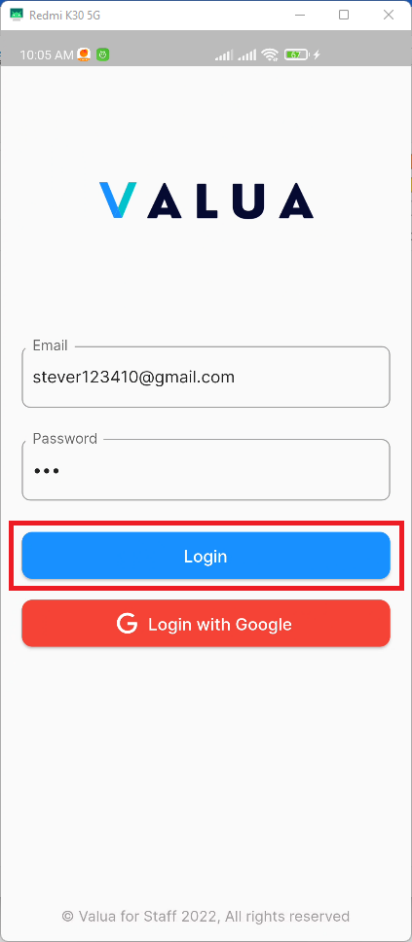 Redmi K30 5G
10:05 AM
67
VALUA
Email
stever123410@gmail.com
Password
•••
Login
G Login with Google
© Valua for Staff 2022, All rights reserved